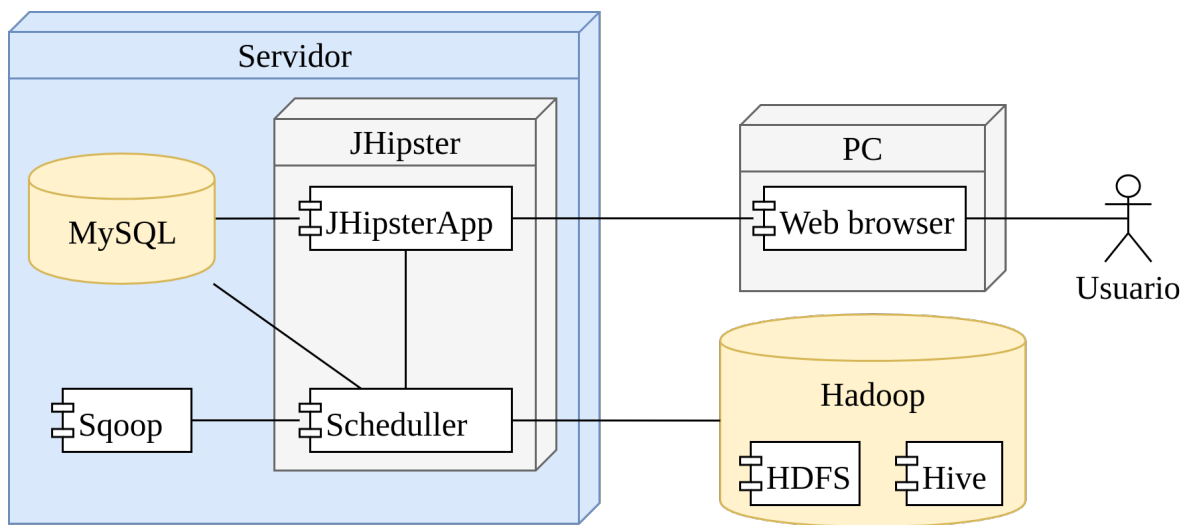 Servidor
JHipster
PC
MySQL
JHipsterApp
Web browser
Usuario
Hadoop
Sqoop
Scheduller
HDFS
Hive